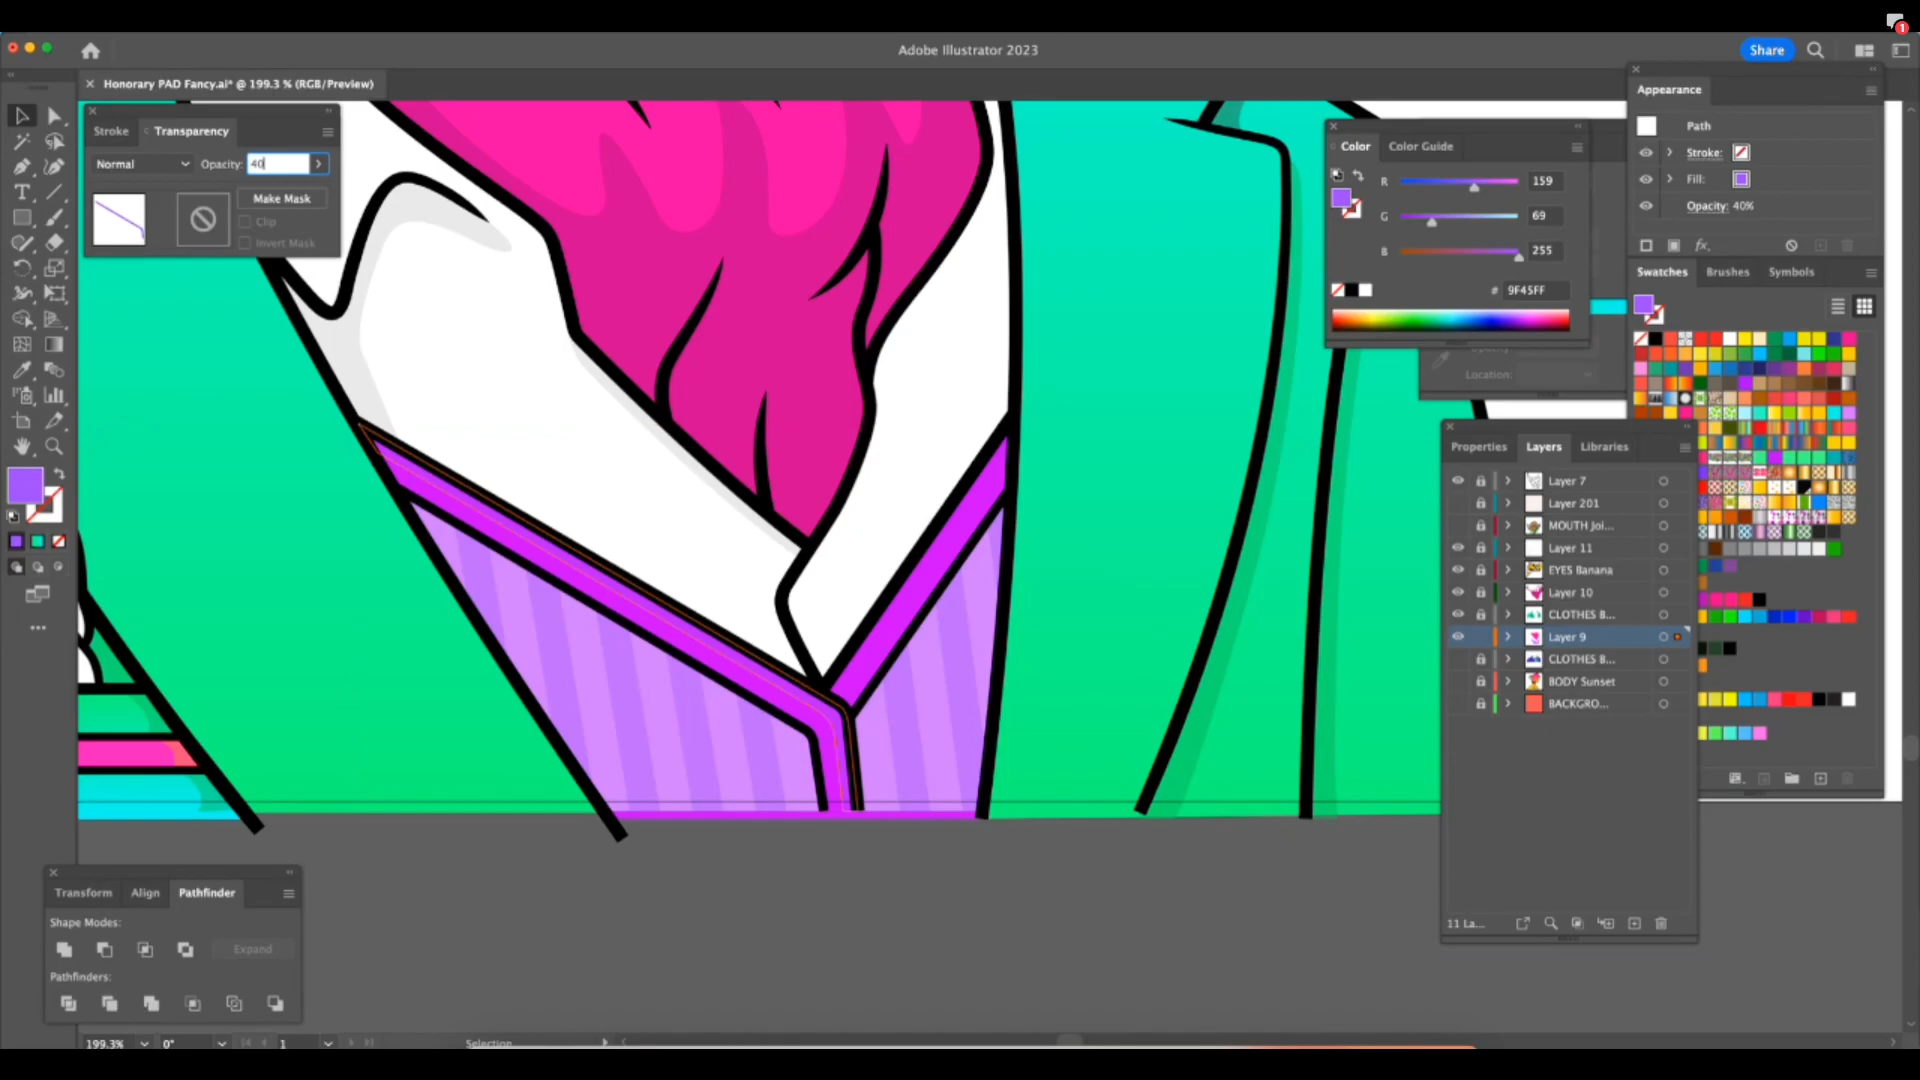 1
Adobe Illustrator 2023
Share
Honorary PAD Fancy.ai* @ 199.3 % (RGB/Preview)
Stroke
Transparency
Normal
Opacity:
40
Make Mask
Clip
Invert Mask
Appearance
Path
Stroke:
Fill:
Opacity: 40%
Color
Color Guide
R
159
G
69
B
255
# 9F45FF
Location:
Swatches
Brushes
Symbols
Properties
Layers
Libraries
Layer 7
Layer 201
MOUTH Joi...
Layer 11
EYES Banana
Layer 10
CLOTHES B...
Layer 9
CLOTHES B...
BODY Sunset
BACKGRO...
11 La...
Transform
Align
Pathfinder
Shape Modes:
Expand
Pathfinders:
199.3%
0°
1
Selection